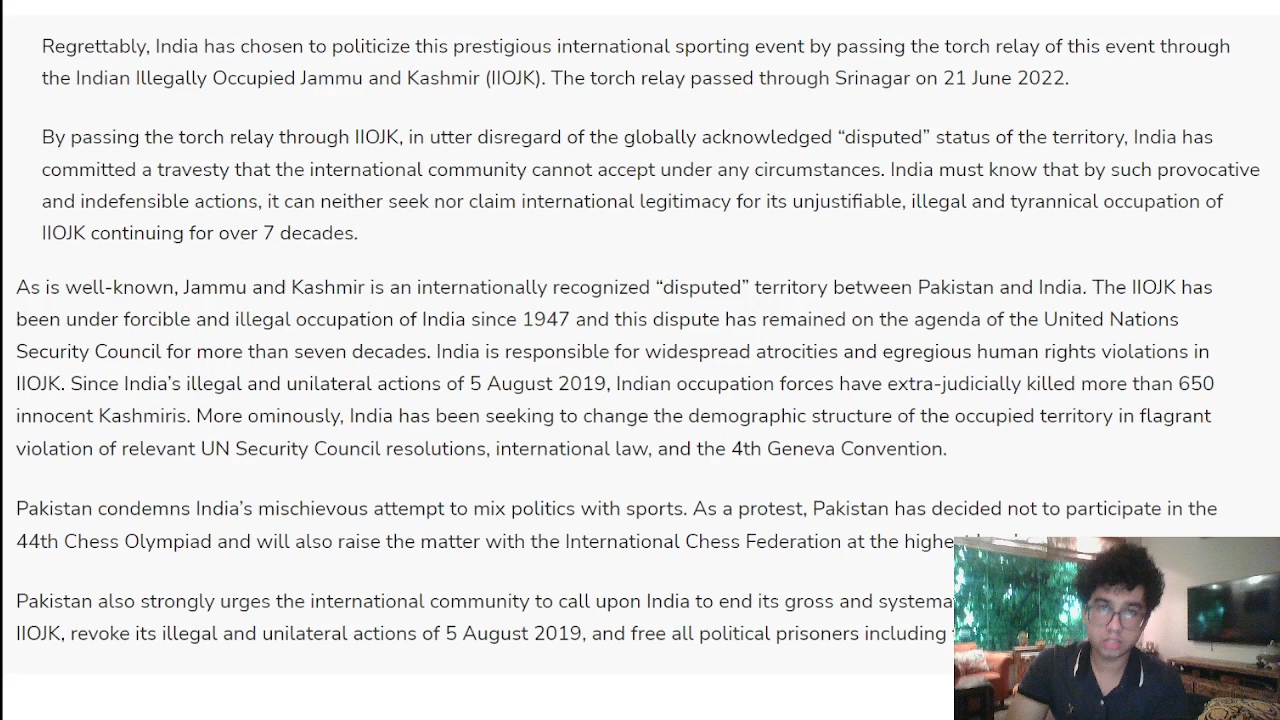 Regrettably, India has chosen to politicize this prestigious international sporting event by passing the torch relay of this event through
the Indian Illegally Occupied Jammu and Kashmir (IIOJK). The torch relay passed through Srinagar on 21 June 2022.
By passing the torch relay through IIOJK, in utter disregard of the globally acknowledged “disputed” status of the territory, India has
committed a travesty that the international community cannot accept under any circumstances. India must know that by such provocative
and indefensible actions, it can neither seek nor claim international legitimacy for its unjustifiable, illegal and tyrannical occupation of
IIOJK continuing for over 7 decades.
As is well-known, Jammu and Kashmir is an internationally recognized “disputed” territory between Pakistan and India. The IIOJK has
been under forcible and illegal occupation of India since 1947 and this dispute has remained on the agenda of the United Nations
Security Council for more than seven decades. India is responsible for widespread atrocities and egregious human rights violations in
IIOJK. Since India’s illegal and unilateral actions of 5 August 2019, Indian occupation forces have extra-judicially killed more than 650
innocent Kashmiris. More ominously, India has been seeking to change the demographic structure of the occupied territory in flagrant
violation of relevant UN Security Council resolutions, international law, and the 4th Geneva Convention.
Pakistan condemns India’s mischievous attempt to mix politics with sports. As a protest, Pakistan has decided not to participate in the
44th Chess Olympiad and will also raise the matter with the International Chess Federation at the
Pakistan also strongly urges the international community to call upon India to end its gross and
IIOJK, revoke its illegal and unilateral actions of 5 August 2019, and free all political prisoners including